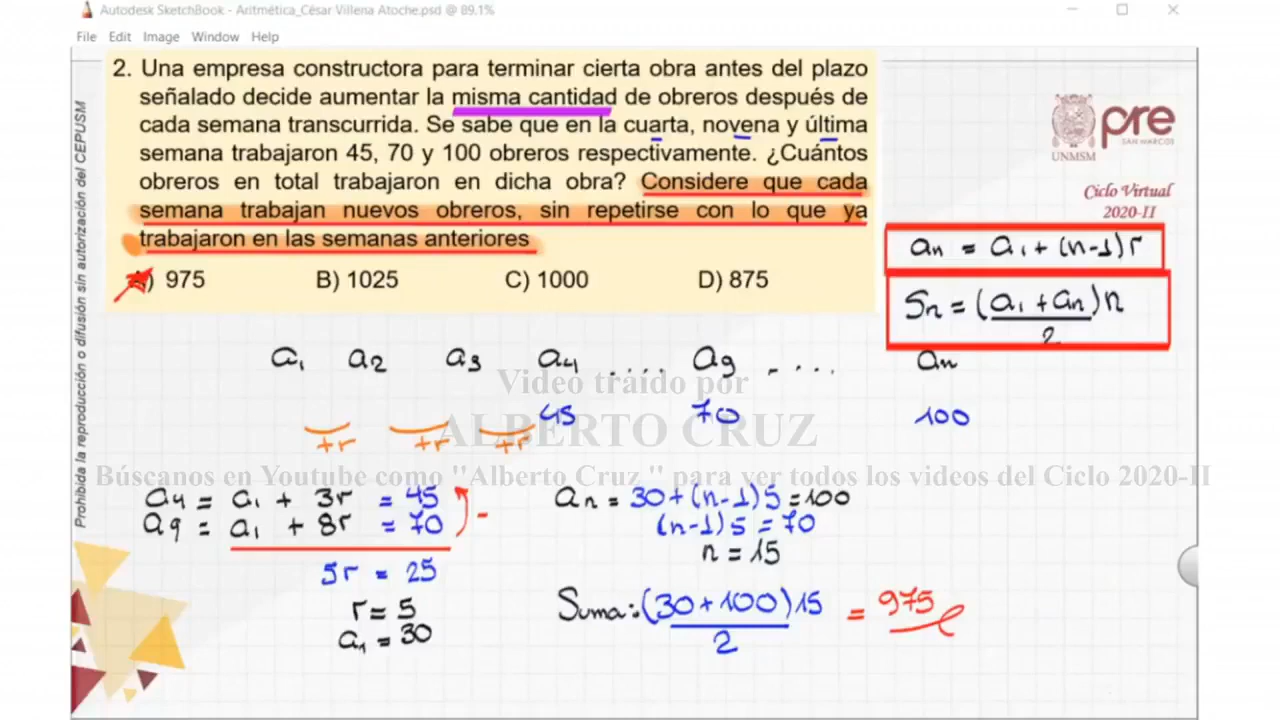 Autodesk SketchBook - Aritmética_César Villena Atoche.psd @ 89.1%
File Edit Image Window Help
2. Una empresa constructora para terminar cierta obra antes del plazo
señalado decide aumentar la misma cantidad de obreros después de
cada semana transcurrida. Se sabe que en la cuarta, novena y última
semana trabajaron 45, 70 y 100 obreros respectivamente. ¿Cuántos
obreros en total trabajaron en dicha obra? Considere que cada
semana trabajan nuevos obreros, sin repetirse con lo que ya
trabajaron en las semanas anteriores
A) 975 B) 1025 C) 1000 D) 875
Prohibida la reproducción o difusión sin autorización del CEPUSM
UNMSM
pre
SAN MARCOS
Ciclo Virtual
2020-II
an = a1 + (n-1) r
Sn = (a1 + an) n
2
a1 a2 a3 a4 .... a9 .... an
45 70 100
+r +r +r
Video traído por
ALBERTO CRUZ
Búscanos en Youtube como "Alberto Cruz " para ver todos los videos del Ciclo 2020-II
a4 = a1 + 3r = 45
a9 = a1 + 8r = 70
-
5r = 25
r = 5
a1 = 30
an = 30 + (n-1) 5 = 100
(n-1) 5 = 70
n = 15
Suma: (30 + 100) 15 = 975
2